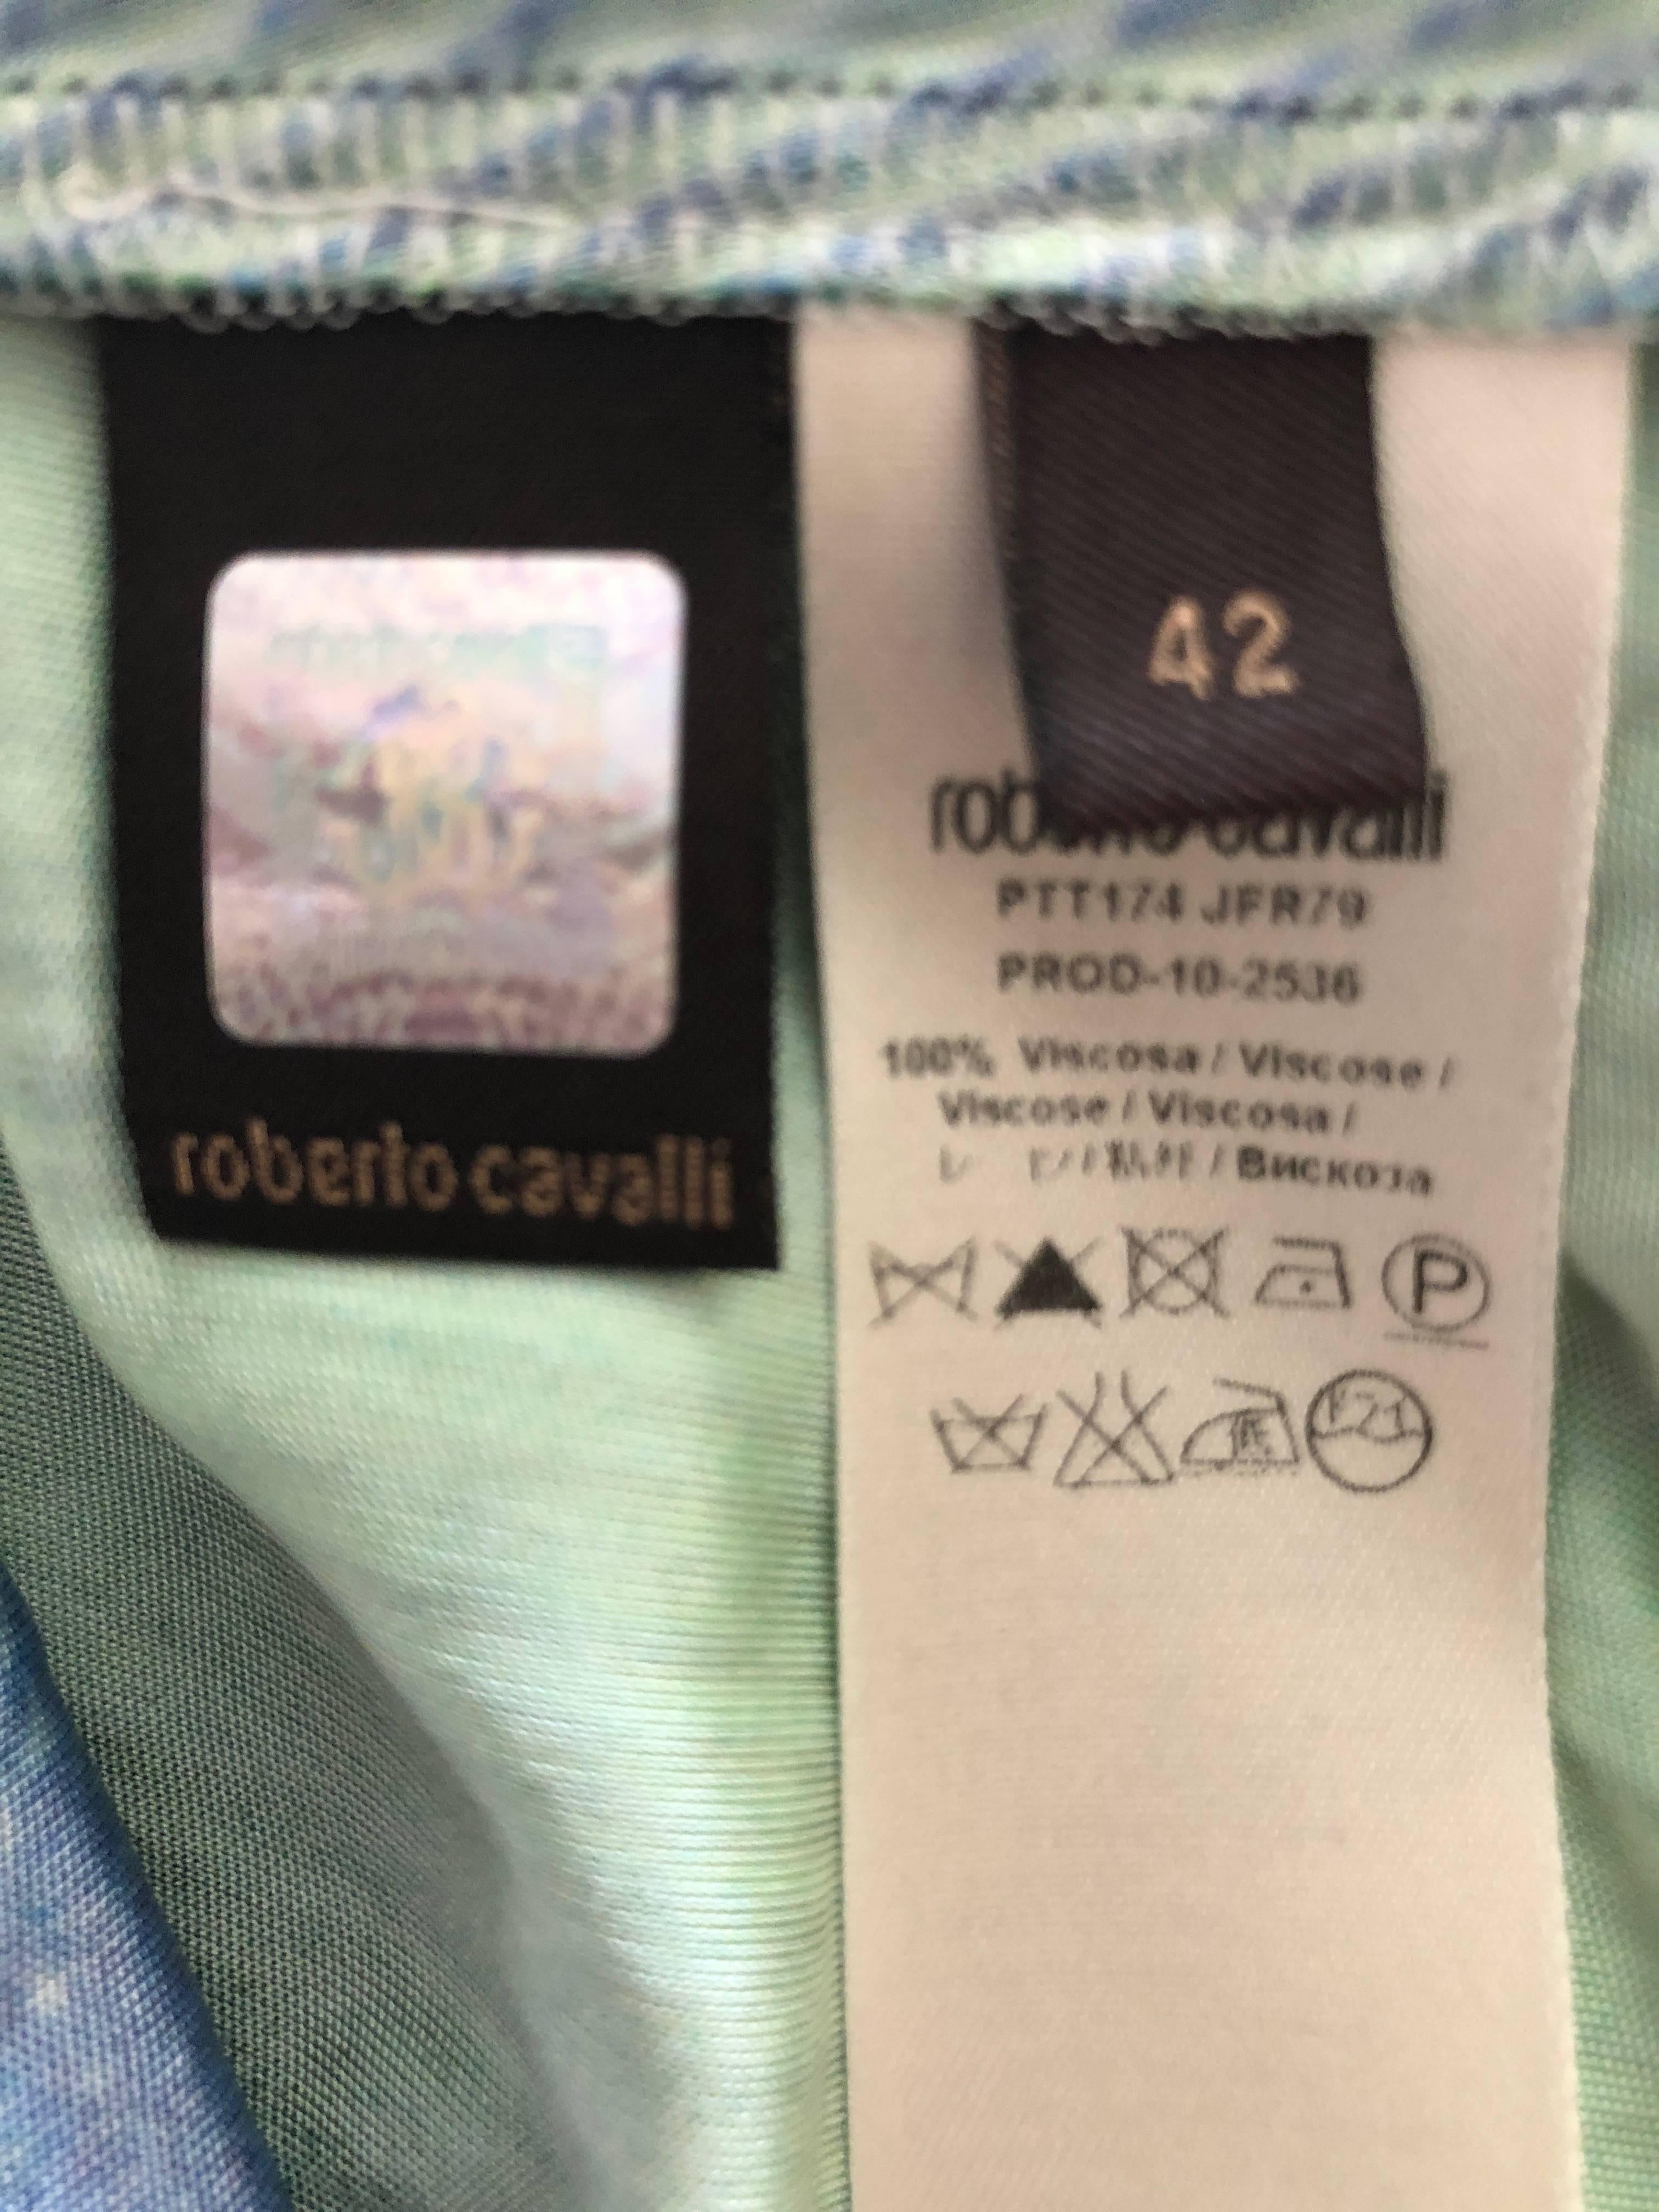 roberto cavalli
42
roberto cavalli
PTT174 JFR79
PROD-10-2536
100% Viscosa / Viscose /
Viscose / Viscosa /
/ Вискоза
P